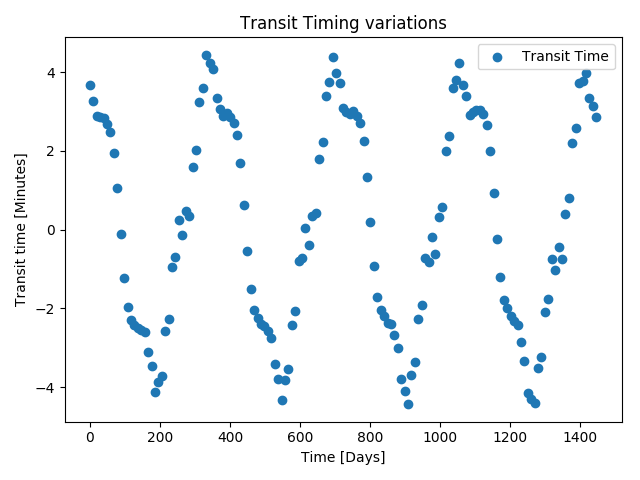 Transit Timing variations
Transit Time
Transit time [Minutes]
4
2
0
−2
−4
0 200 400 600 800 1000 1200 1400
Time [Days]